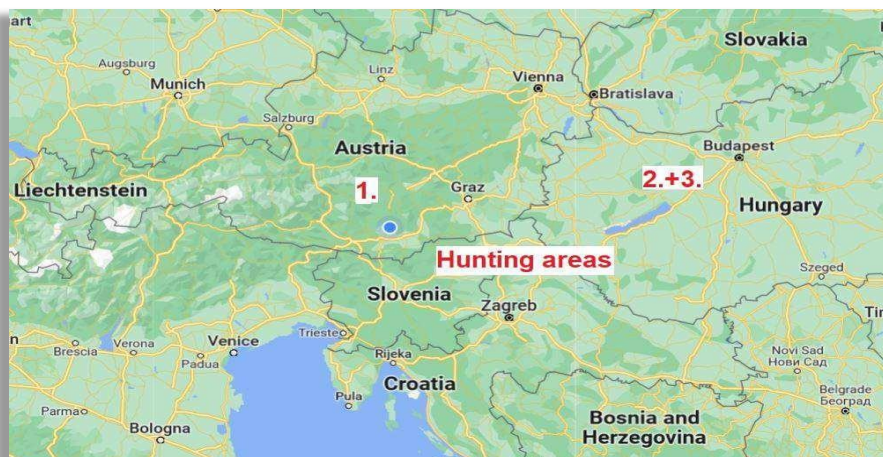 art
Slovakia
Augsburg
Linz
Munich
Vienna
Bratislava
Salzburg
Austria
Budapest
Liechtenstein
1.
Graz
2.+3.
Hungary
Hunting areas
Slovenia
Szeged
Zagreb
Trieste
Venice
Verona
Brescia
Padua
Rijeka
Croatia
Pula
Parma
Bologna
Novi Sad
Нови Сад
Tir
Belgrade
Београд
Bosnia and
Herzegovina
n